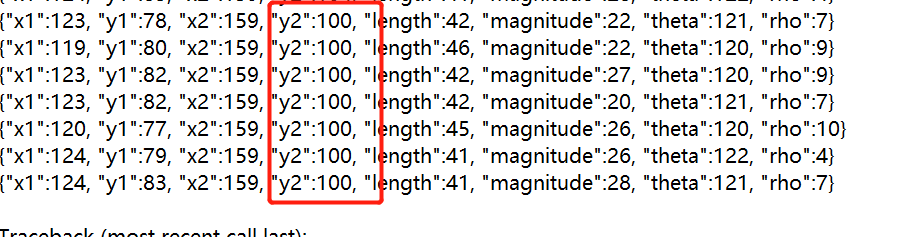 {"x1":123, "y1":78, "x2":159, "y2":100, "length":42, "magnitude":22, "theta":121, "rho":7}
{"x1":119, "y1":80, "x2":159, "y2":100, "length":46, "magnitude":22, "theta":120, "rho":9}
{"x1":123, "y1":82, "x2":159, "y2":100, "length":42, "magnitude":27, "theta":120, "rho":9}
{"x1":123, "y1":82, "x2":159, "y2":100, "length":42, "magnitude":20, "theta":121, "rho":7}
{"x1":120, "y1":77, "x2":159, "y2":100, "length":45, "magnitude":26, "theta":120, "rho":10}
{"x1":124, "y1":79, "x2":159, "y2":100, "length":41, "magnitude":26, "theta":122, "rho":4}
{"x1":124, "y1":83, "x2":159, "y2":100, "length":41, "magnitude":28, "theta":121, "rho":7}
Traceback (most recent call last):